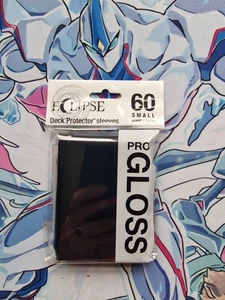 ECLIPSE
Deck Protector® sleeves
60
SMALL
PRO
GLOSS